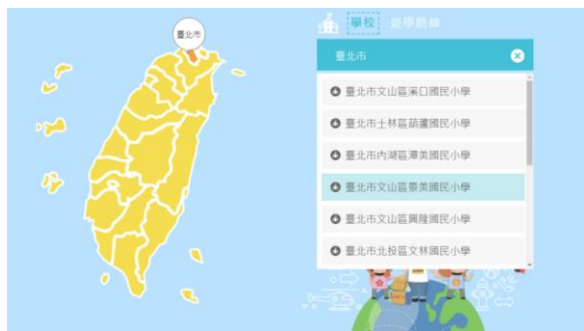 臺北市
學校 遊學路線
臺北市
臺北市文山區溪口國民小學
臺北市士林區葫蘆國民小學
臺北市內湖區潭美國民小學
臺北市文山區景美國民小學
臺北市文山區興隆國民小學
臺北市北投區文林國民小學